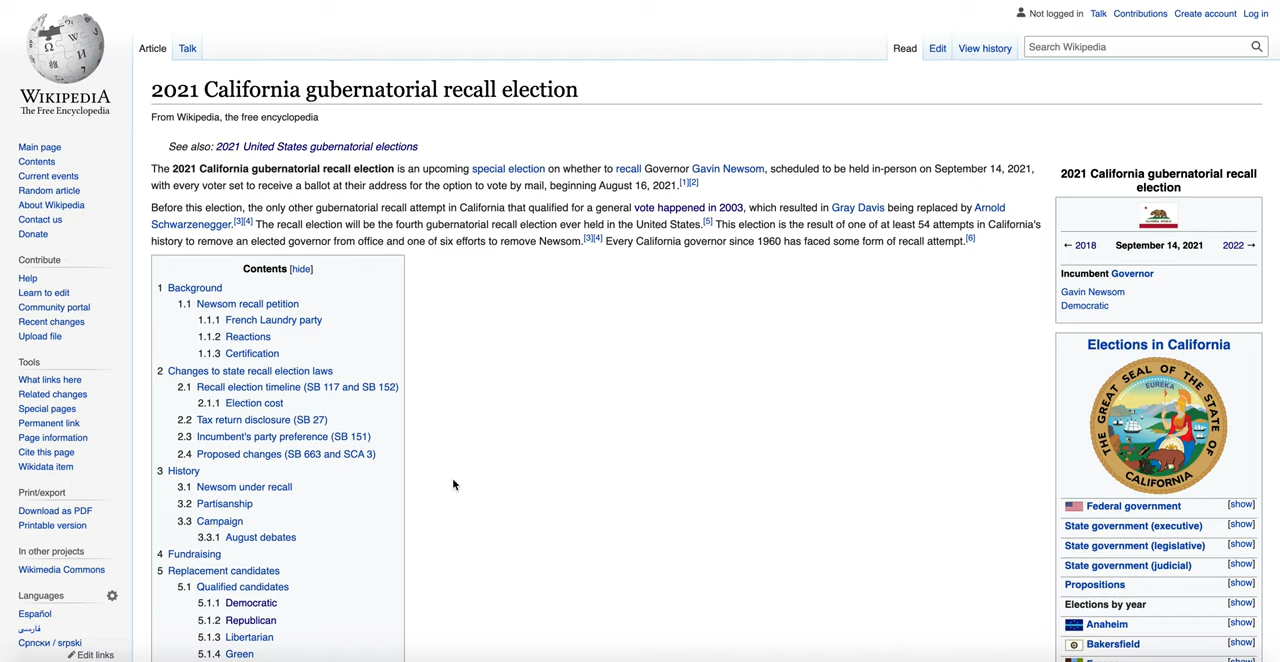 Not logged in Talk Contributions Create account Log in
Article Talk Read Edit View history Search Wikipedia
WIKIPEDIA
The Free Encyclopedia
Main page
Contents
Current events
Random article
About Wikipedia
Contact us
Donate
Contribute
Help
Learn to edit
Community portal
Recent changes
Upload file
Tools
What links here
Related changes
Special pages
Permanent link
Page information
Cite this page
Wikidata item
Print/export
Download as PDF
Printable version
In other projects
Wikimedia Commons
Languages
Español
فارسی
Српски / srpski
Edit links
2021 California gubernatorial recall election
From Wikipedia, the free encyclopedia
See also: 2021 United States gubernatorial elections
The 2021 California gubernatorial recall election is an upcoming special election on whether to recall Governor Gavin Newsom, scheduled to be held in-person on September 14, 2021,
with every voter set to receive a ballot at their address for the option to vote by mail, beginning August 16, 2021.[1][2]
Before this election, the only other gubernatorial recall attempt in California that qualified for a general vote happened in 2003, which resulted in Gray Davis being replaced by Arnold
Schwarzenegger.[3][4] The recall election will be the fourth gubernatorial recall election ever held in the United States.[5] This election is the result of one of at least 54 attempts in California's
history to remove an elected governor from office and one of six efforts to remove Newsom.[3][4] Every California governor since 1960 has faced some form of recall attempt.[6]
Contents [hide]
1 Background
1.1 Newsom recall petition
1.1.1 French Laundry party
1.1.2 Reactions
1.1.3 Certification
2 Changes to state recall election laws
2.1 Recall election timeline (SB 117 and SB 152)
2.1.1 Election cost
2.2 Tax return disclosure (SB 27)
2.3 Incumbent's party preference (SB 151)
2.4 Proposed changes (SB 663 and SCA 3)
3 History
3.1 Newsom under recall
3.2 Partisanship
3.3 Campaign
3.3.1 August debates
4 Fundraising
5 Replacement candidates
5.1 Qualified candidates
5.1.1 Democratic
5.1.2 Republican
5.1.3 Libertarian
5.1.4 Green
2021 California gubernatorial recall
election
← 2018 September 14, 2021 2022 →
Incumbent Governor
Gavin Newsom
Democratic
Elections in California
THE GREAT SEAL OF THE STATE OF CALIFORNIA
EUREKA
Federal government [show]
State government (executive) [show]
State government (legislative) [show]
State government (judicial) [show]
Propositions [show]
Elections by year [show]
Anaheim [show]
Bakersfield [show]